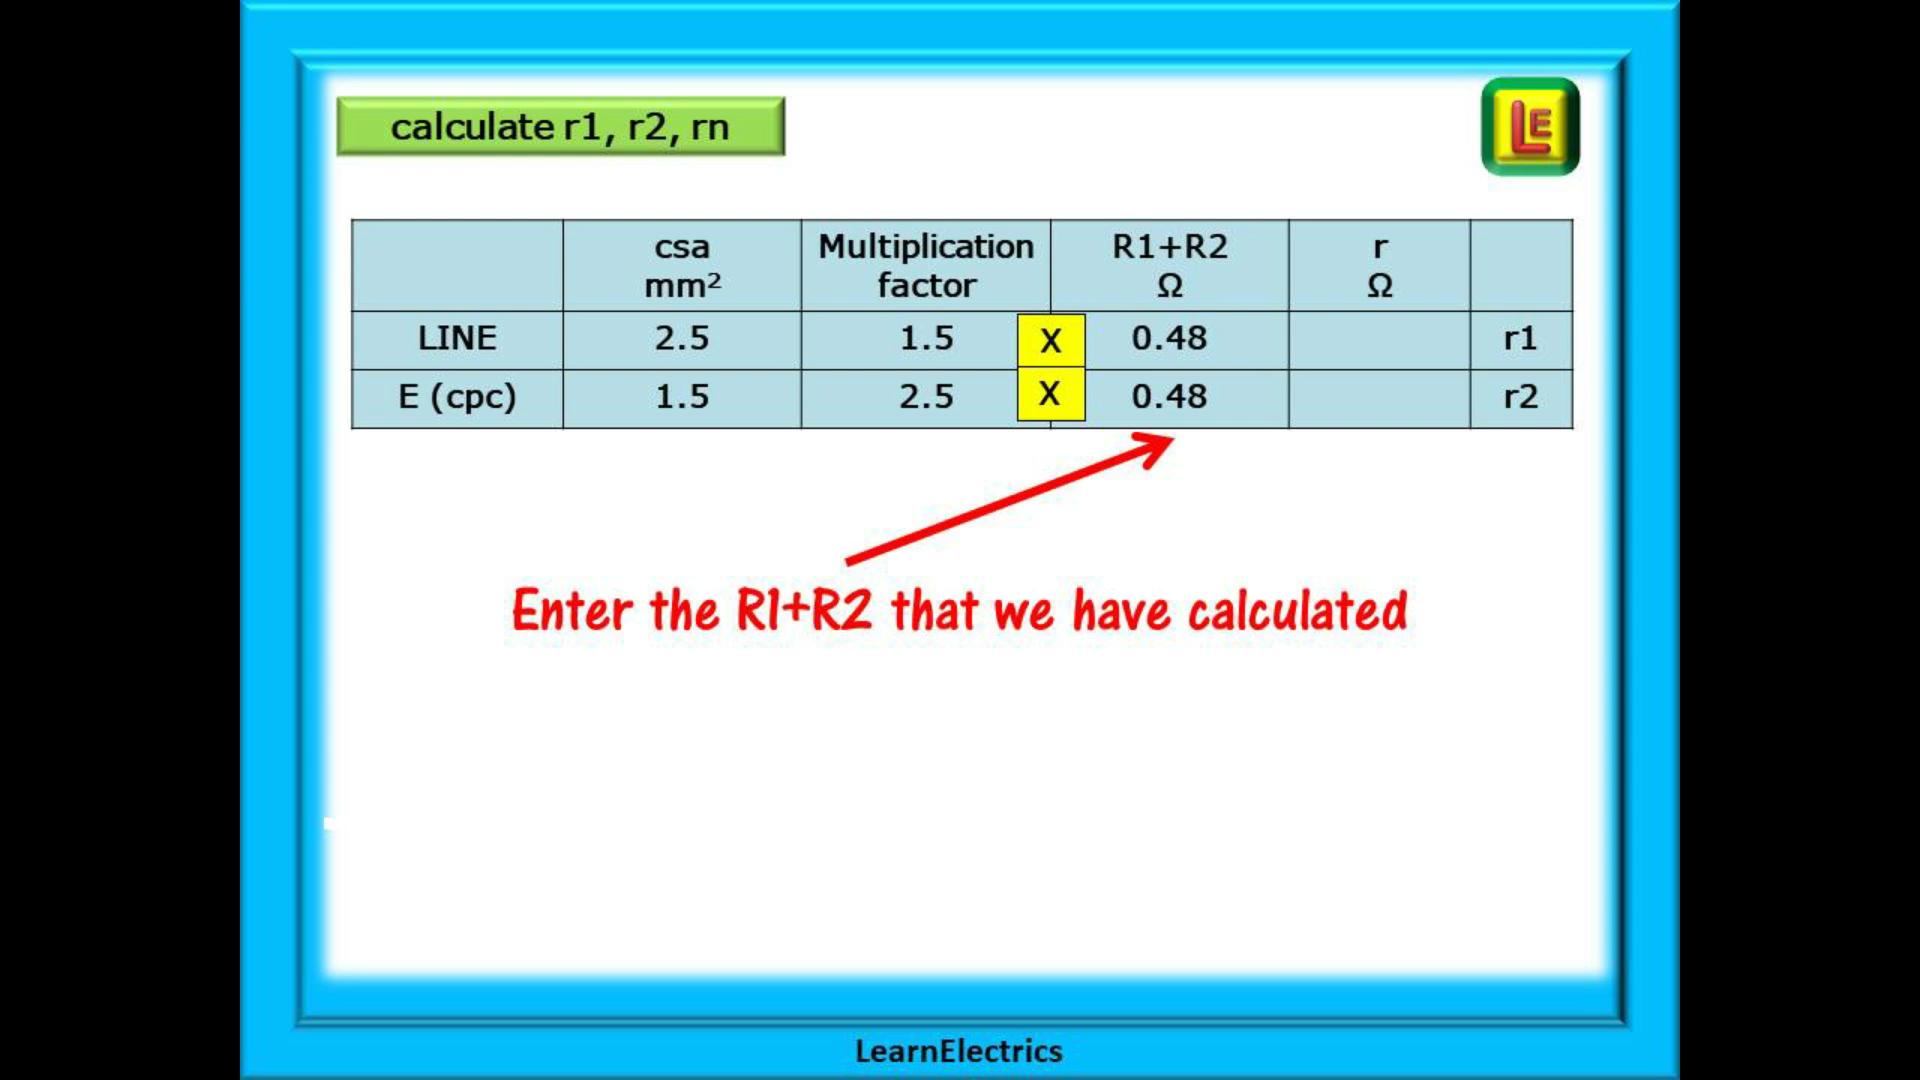 calculate r1, r2, rn
LE
csa Multiplication R1+R2 r
mm² factor Ω Ω
LINE 2.5 1.5 X 0.48 r1
E (cpc) 1.5 2.5 X 0.48 r2
Enter the R1+R2 that we have calculated
LearnElectrics